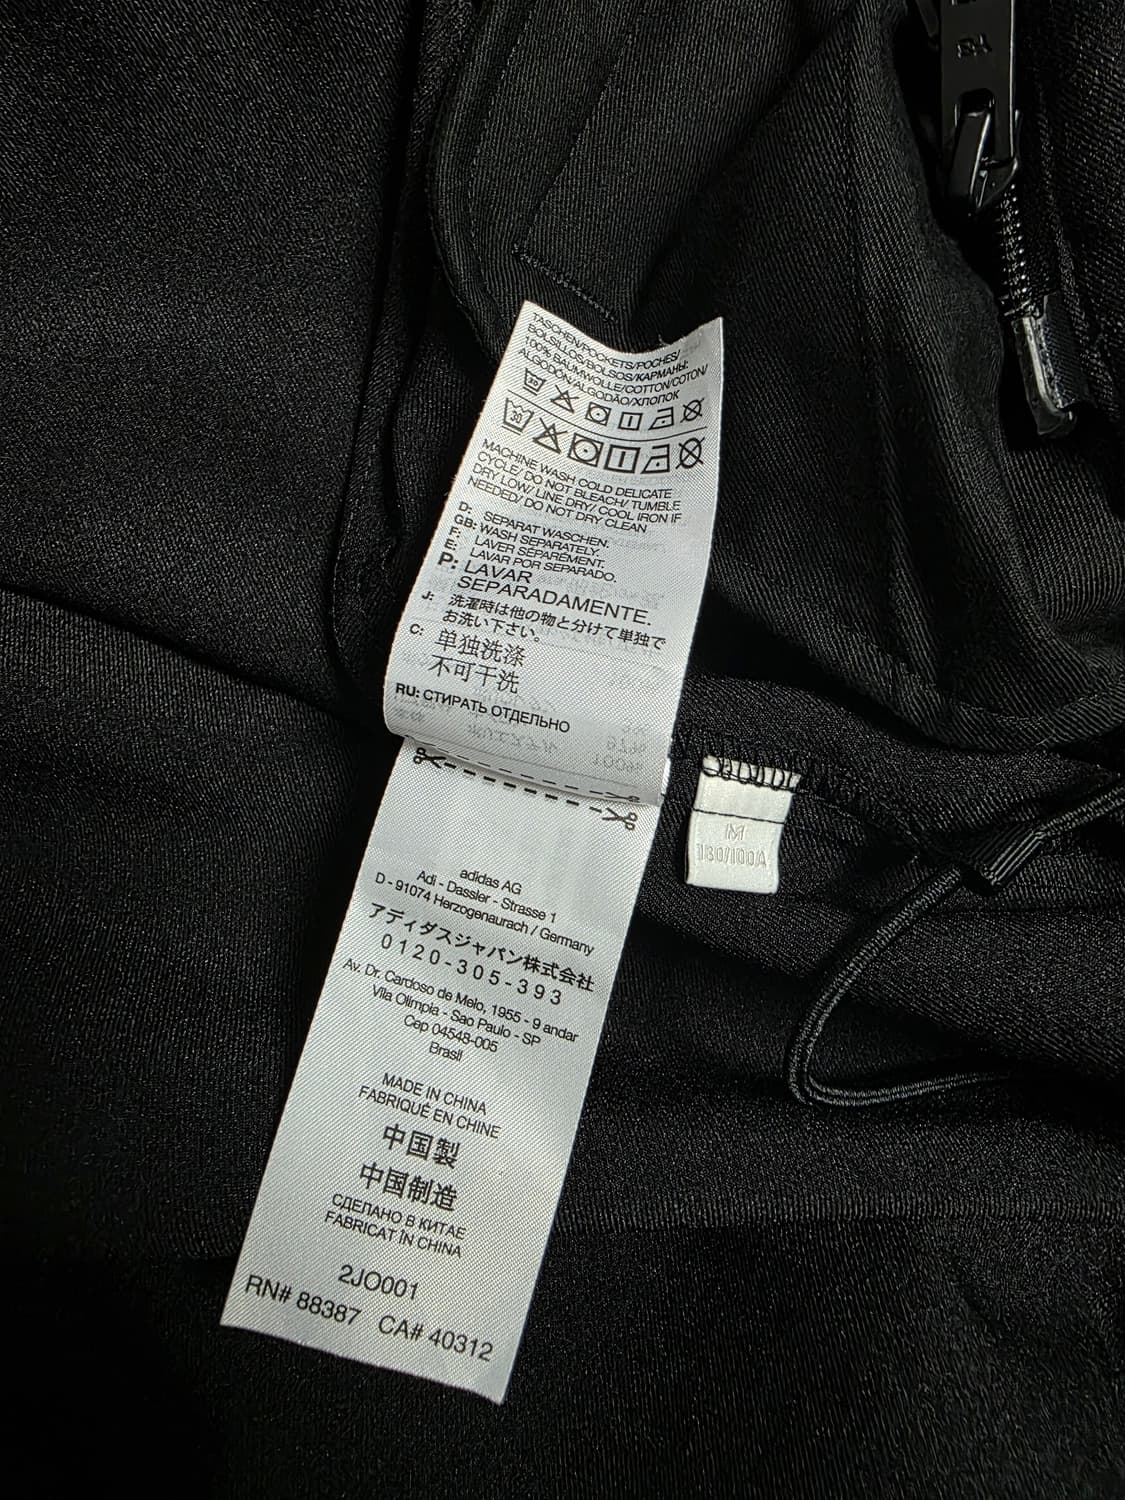 TASCHEN/POCKETS/POCHES/
BOLSILLOS/BOLSOS/КАРМАНЫ:
100% BAUMWOLLE/COTTON/COTON/
ALGODÓN/ALGODÃO/ХЛОПОК
30
30
MACHINE WASH COLD DELICATE
CYCLE/ DO NOT BLEACH/ TUMBLE
DRY LOW/ LINE DRY/ COOL IRON IF
NEEDED/ DO NOT DRY CLEAN
D: SEPARAT WASCHEN.
GB: WASH SEPARATELY.
F: LAVER SÉPARÉMENT.
E: LAVAR POR SEPARADO.
P: LAVAR
SEPARADAMENTE.
J: 洗濯時は他の物と分けて単独で
お洗い下さい。
C: 单独洗涤
不可干洗
RU: СТИРАТЬ ОТДЕЛЬНО
M
180/100A
adidas AG
Adi - Dassler - Strasse 1
D - 91074 Herzogenaurach / Germany
アディダスジャパン株式会社
0120-305-393
Av. Dr. Cardoso de Melo, 1955 - 9 andar
Vila Olimpia - Sao Paulo - SP
Cep 04548-005
Brasil
MADE IN CHINA
FABRIQUÉ EN CHINE
中国製
中国制造
СДЕЛАНО В КИТАЕ
FABRICAT ÎN CHINA
2JO001
RN# 88387 CA# 40312